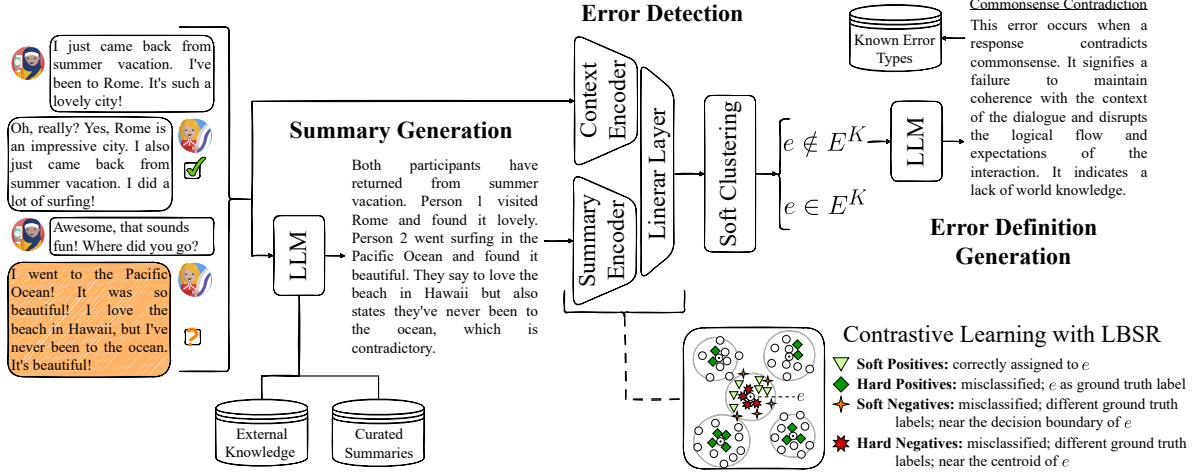 I just came back from
summer vacation. I've
been to Rome. It's such a
lovely city!
Oh, really? Yes, Rome is
an impressive city. I also
just came back from
summer vacation. I did a
lot of surfing!
Awesome, that sounds
fun! Where did you go?
I went to the Pacific
Ocean! It was so
beautiful! I love the
beach in Hawaii, but I've
never been to the ocean.
It's beautiful!
Summary Generation
LLM
Both participants have
returned from summer
vacation. Person 1 visited
Rome and found it lovely.
Person 2 went surfing in the
Pacific Ocean and found it
beautiful. They say to love the
beach in Hawaii but also
states they've never been to
the ocean, which is
contradictory.
External
Knowledge
Curated
Summaries
Error Detection
Context
Encoder
Summary
Encoder
Linerar Layer
Soft Clustering
e ∉ E^K
e ∈ E^K
LLM
Known Error
Types
Commonsense Contradiction
This error occurs when a
response contradicts
commonsense. It signifies a
failure to maintain
coherence with the context
of the dialogue and disrupts
the logical flow and
expectations of the
interaction. It indicates a
lack of world knowledge.
Error Definition
Generation
e
Contrastive Learning with LBSR
Soft Positives: correctly assigned to e
Hard Positives: misclassified; e as ground truth label
Soft Negatives: misclassified; different ground truth
labels; near the decision boundary of e
Hard Negatives: misclassified; different ground truth
labels; near the centroid of e